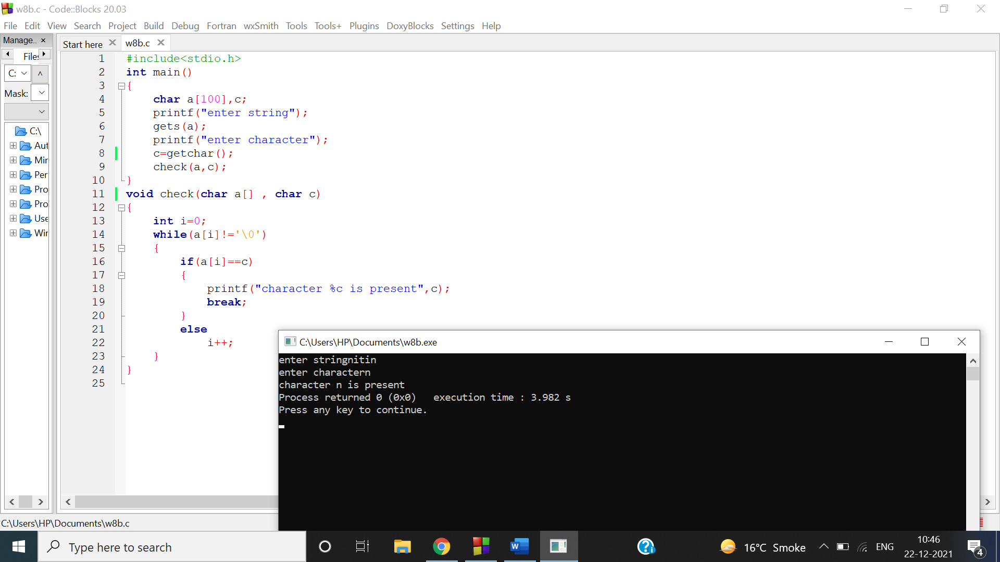 w8b.c - Code::Blocks 20.03
File Edit View Search Project Build Debug Fortran wxSmith Tools Tools+ Plugins DoxyBlocks Settings Help
Manage..
Files
C:
Mask:
C:\
Aut
Mir
Per
Pro
Pro
Use
Wir
Start here
w8b.c
1 #include<stdio.h>
2 int main()
3 {
4 char a[100],c;
5 printf("enter string");
6 gets(a);
7 printf("enter character");
8 c=getchar();
9 check(a,c);
10 }
11 void check(char a[] , char c)
12 {
13 int i=0;
14 while(a[i]!='\0')
15 {
16 if(a[i]==c)
17 {
18 printf("character %c is present",c);
19 break;
20 }
21 else
22 i++;
23 }
24 }
25
C:\Users\HP\Documents\w8b.exe
enter stringnitin
enter charactern
character n is present
Process returned 0 (0x0)   execution time : 3.982 s
Press any key to continue.
C:\Users\HP\Documents\w8b.c
Type here to search
16°C Smoke
ENG
10:46
22-12-2021
4